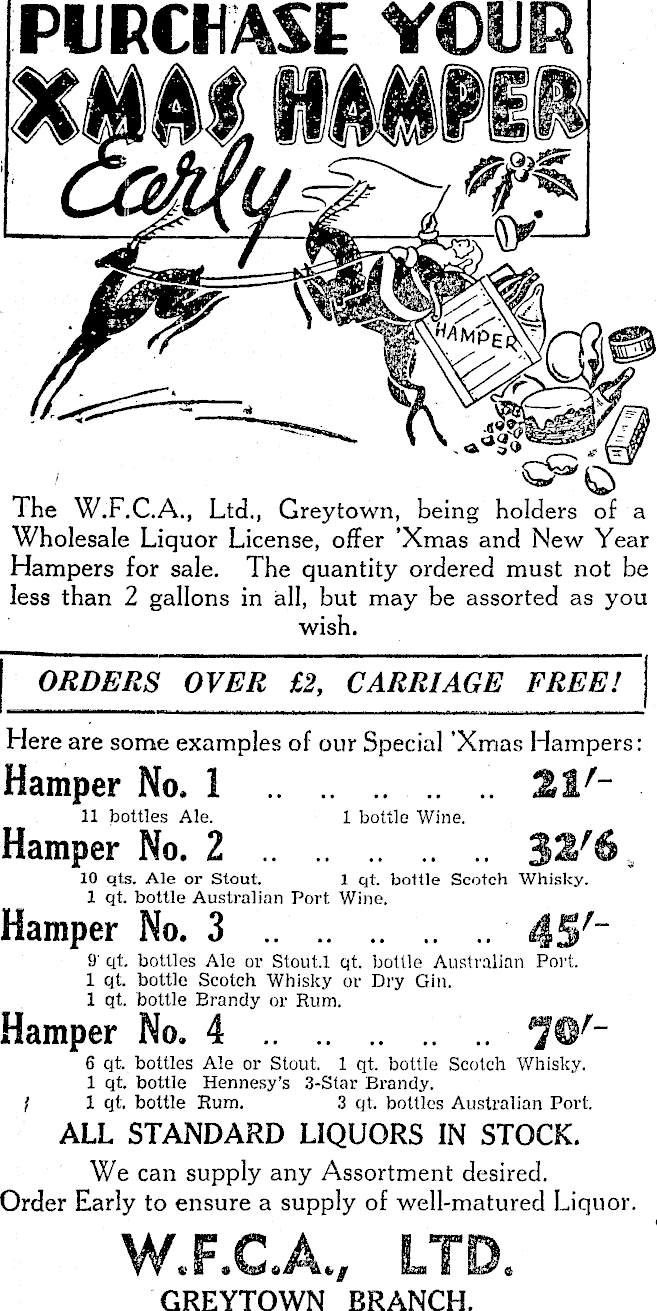 PURCHASE YOUR
XMAS HAMPER
Early
HAMPER
The W.F.C.A., Ltd., Greytown, being holders of a
Wholesale Liquor License, offer 'Xmas and New Year
Hampers for sale. The quantity ordered must not be
less than 2 gallons in all, but may be assorted as you
wish.
ORDERS OVER £2, CARRIAGE FREE!
Here are some examples of our Special 'Xmas Hampers:
Hamper No. 1 .. .. .. .. .. 21/-
11 bottles Ale. 1 bottle Wine.
Hamper No. 2 .. .. .. .. .. 32'6
10 qts. Ale or Stout. 1 qt. bottle Scotch Whisky.
1 qt. bottle Australian Port Wine.
Hamper No. 3 .. .. .. .. .. 45/-
9 qt. bottles Ale or Stout.1 qt. bottle Australian Port.
1 qt. bottle Scotch Whisky or Dry Gin.
1 qt. bottle Brandy or Rum.
Hamper No. 4 .. .. .. .. .. 70/-
6 qt. bottles Ale or Stout. 1 qt. bottle Scotch Whisky.
1 qt. bottle Hennesy's 3-Star Brandy.
1 qt. bottle Rum. 3 qt. bottles Australian Port.
ALL STANDARD LIQUORS IN STOCK.
We can supply any Assortment desired.
Order Early to ensure a supply of well-matured Liquor.
W.F.C.A., LTD.
GREYTOWN BRANCH.